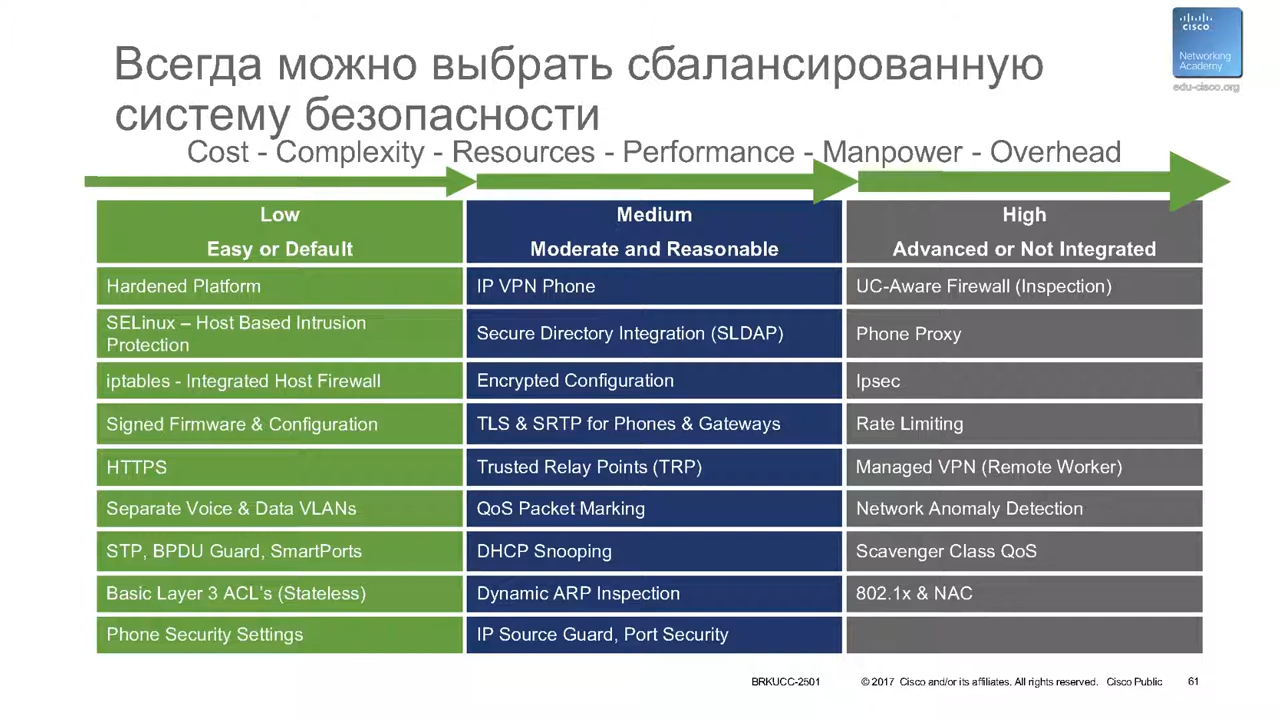 Всегда можно выбрать сбалансированную
систему безопасности
cisco
Networking
Academy
edu-cisco.org
Cost - Complexity - Resources - Performance - Manpower - Overhead
Low
Easy or Default
Medium
Moderate and Reasonable
High
Advanced or Not Integrated
Hardened Platform
IP VPN Phone
UC-Aware Firewall (Inspection)
SELinux – Host Based Intrusion
Protection
Secure Directory Integration (SLDAP)
Phone Proxy
iptables - Integrated Host Firewall
Encrypted Configuration
Ipsec
Signed Firmware & Configuration
TLS & SRTP for Phones & Gateways
Rate Limiting
HTTPS
Trusted Relay Points (TRP)
Managed VPN (Remote Worker)
Separate Voice & Data VLANs
QoS Packet Marking
Network Anomaly Detection
STP, BPDU Guard, SmartPorts
DHCP Snooping
Scavenger Class QoS
Basic Layer 3 ACL's (Stateless)
Dynamic ARP Inspection
802.1x & NAC
Phone Security Settings
IP Source Guard, Port Security
BRKUCC-2501 © 2017 Cisco and/or its affiliates. All rights reserved. Cisco Public 61